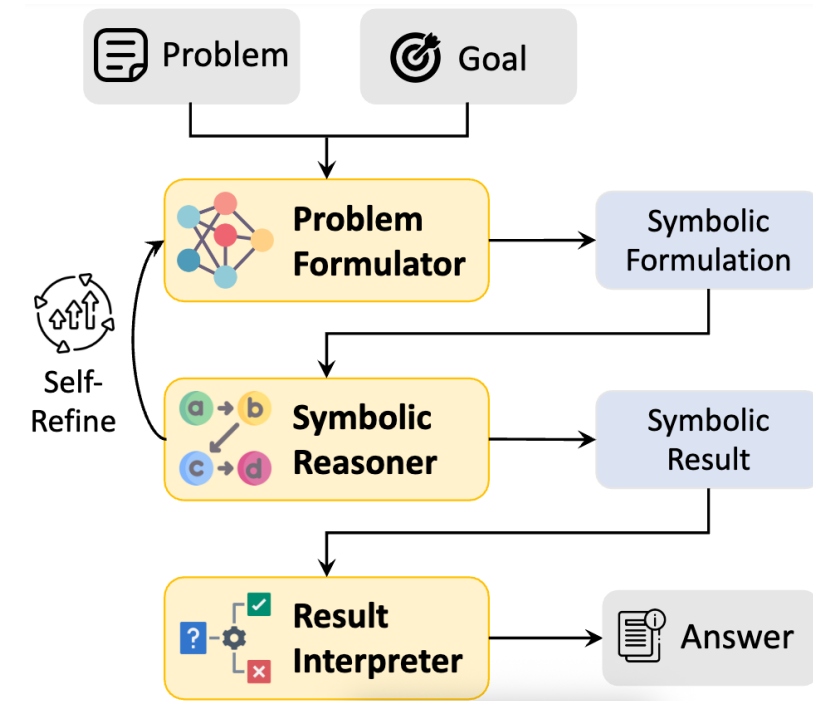 Problem
Goal
Problem
Formulator
Symbolic
Formulation
Self-
Refine
a
b
c
d
Symbolic
Reasoner
Symbolic
Result
?
Result
Interpreter
i
Answer